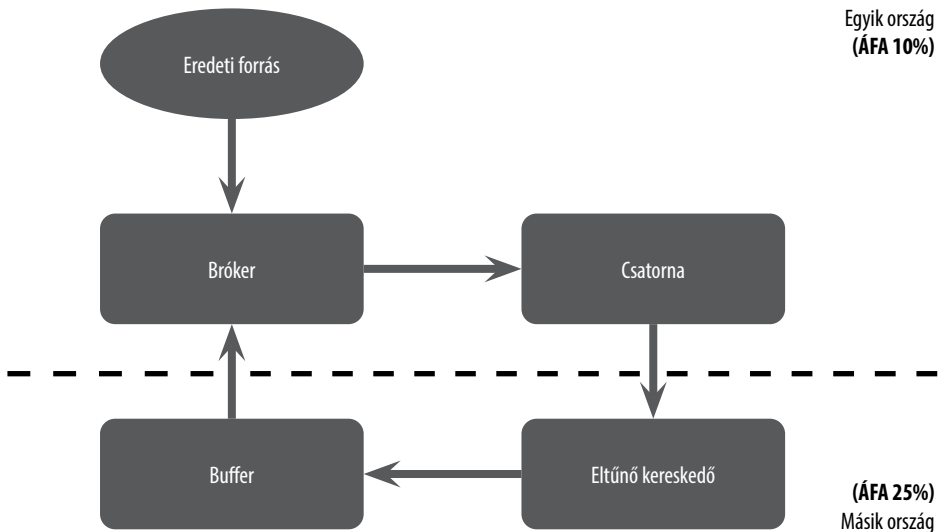 Egyik ország
(ÁFA 10%)
Eredeti forrás
Bróker
Csatorna
Buffer
Eltűnő kereskedő
(ÁFA 25%)
Másik ország